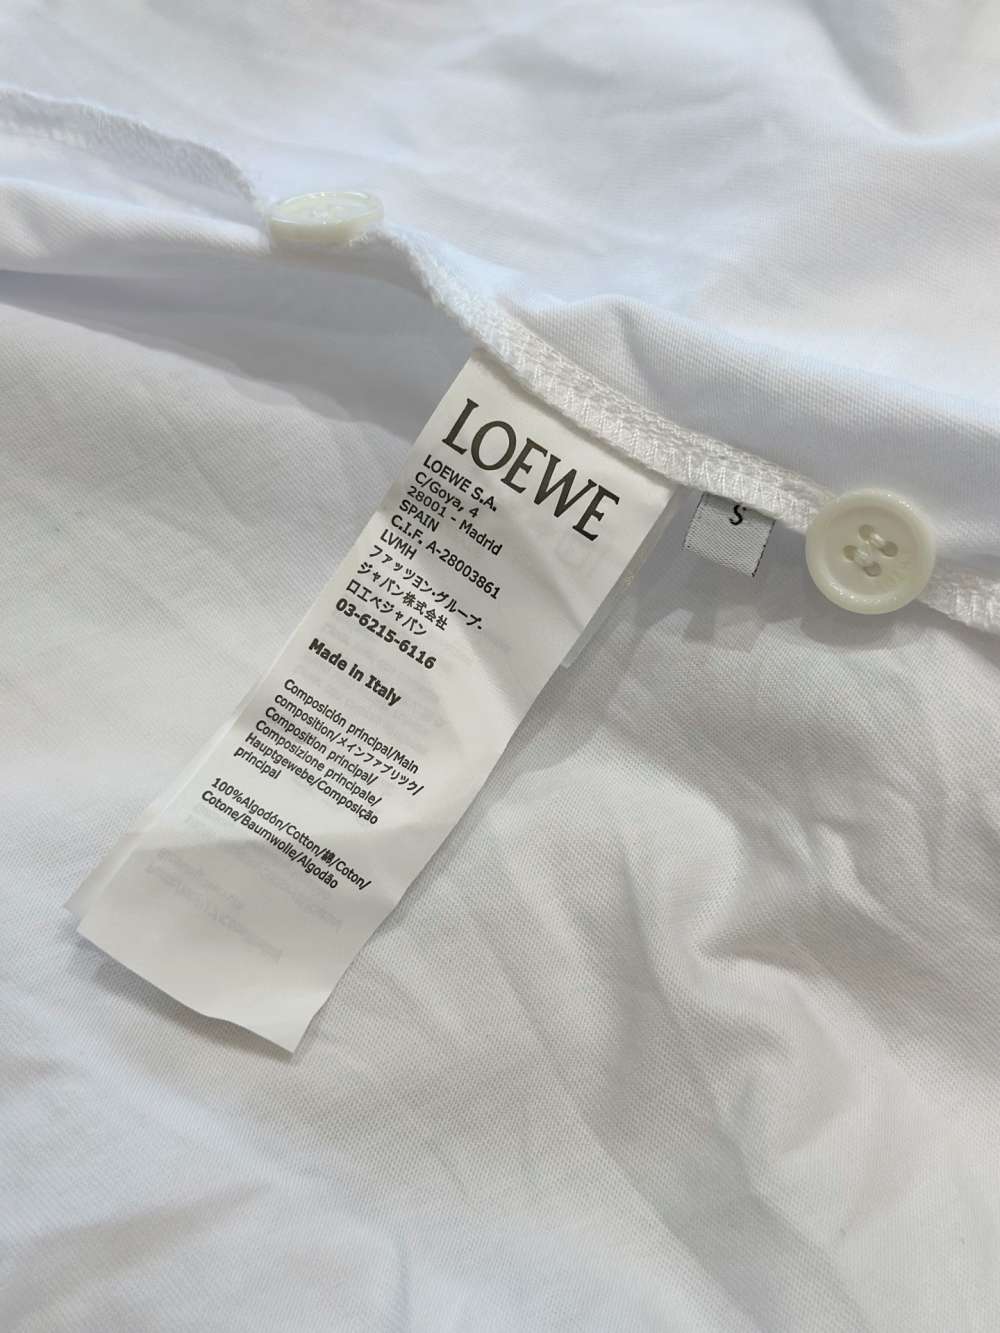 LOEWE
LOEWE S.A.
C/Goya, 4
28001 - Madrid
SPAIN
C.I.F. A-28003861
LVMH
ファッツヨン・グループ・
ジャパン株式会社
ロエベジャパン
03-6215-6116
Made in Italy
Composición principal/Main
composition/メインファブリック/
Composition principal/
Composizione principale/
Hauptgewebe/Composição
principal
100%Algodón/Cotton/綿/Coton/
Cotone/Baumwolle/Algodão
S